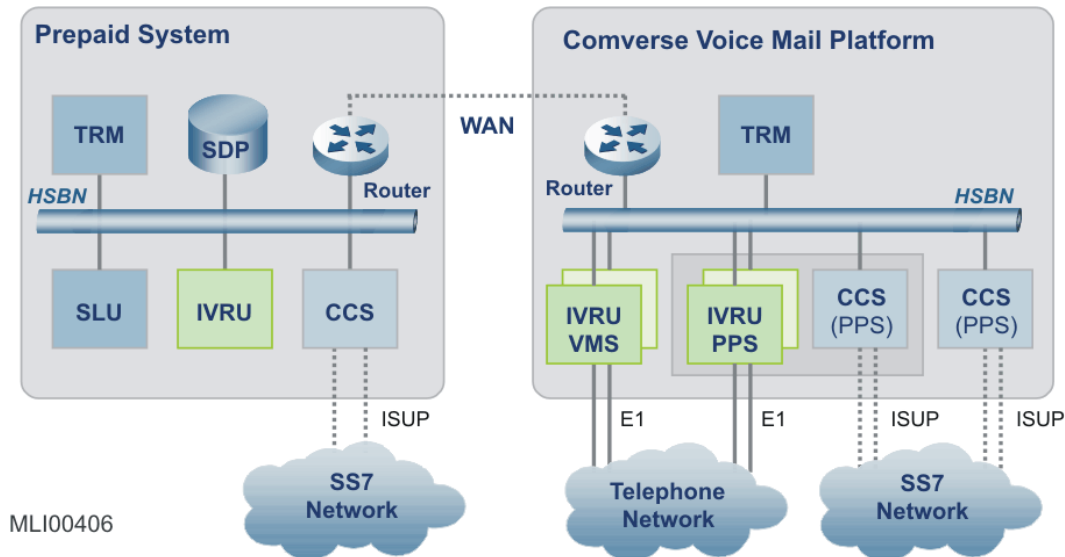 Prepaid System
Comverse Voice Mail Platform
TRM
SDP
WAN
TRM
HSBN
Router
Router
HSBN
SLU
IVRU
CCS
IVRU
VMS
IVRU
PPS
CCS
(PPS)
CCS
(PPS)
ISUP
E1
E1
ISUP
ISUP
SS7
Network
Telephone
Network
SS7
Network
MLI00406